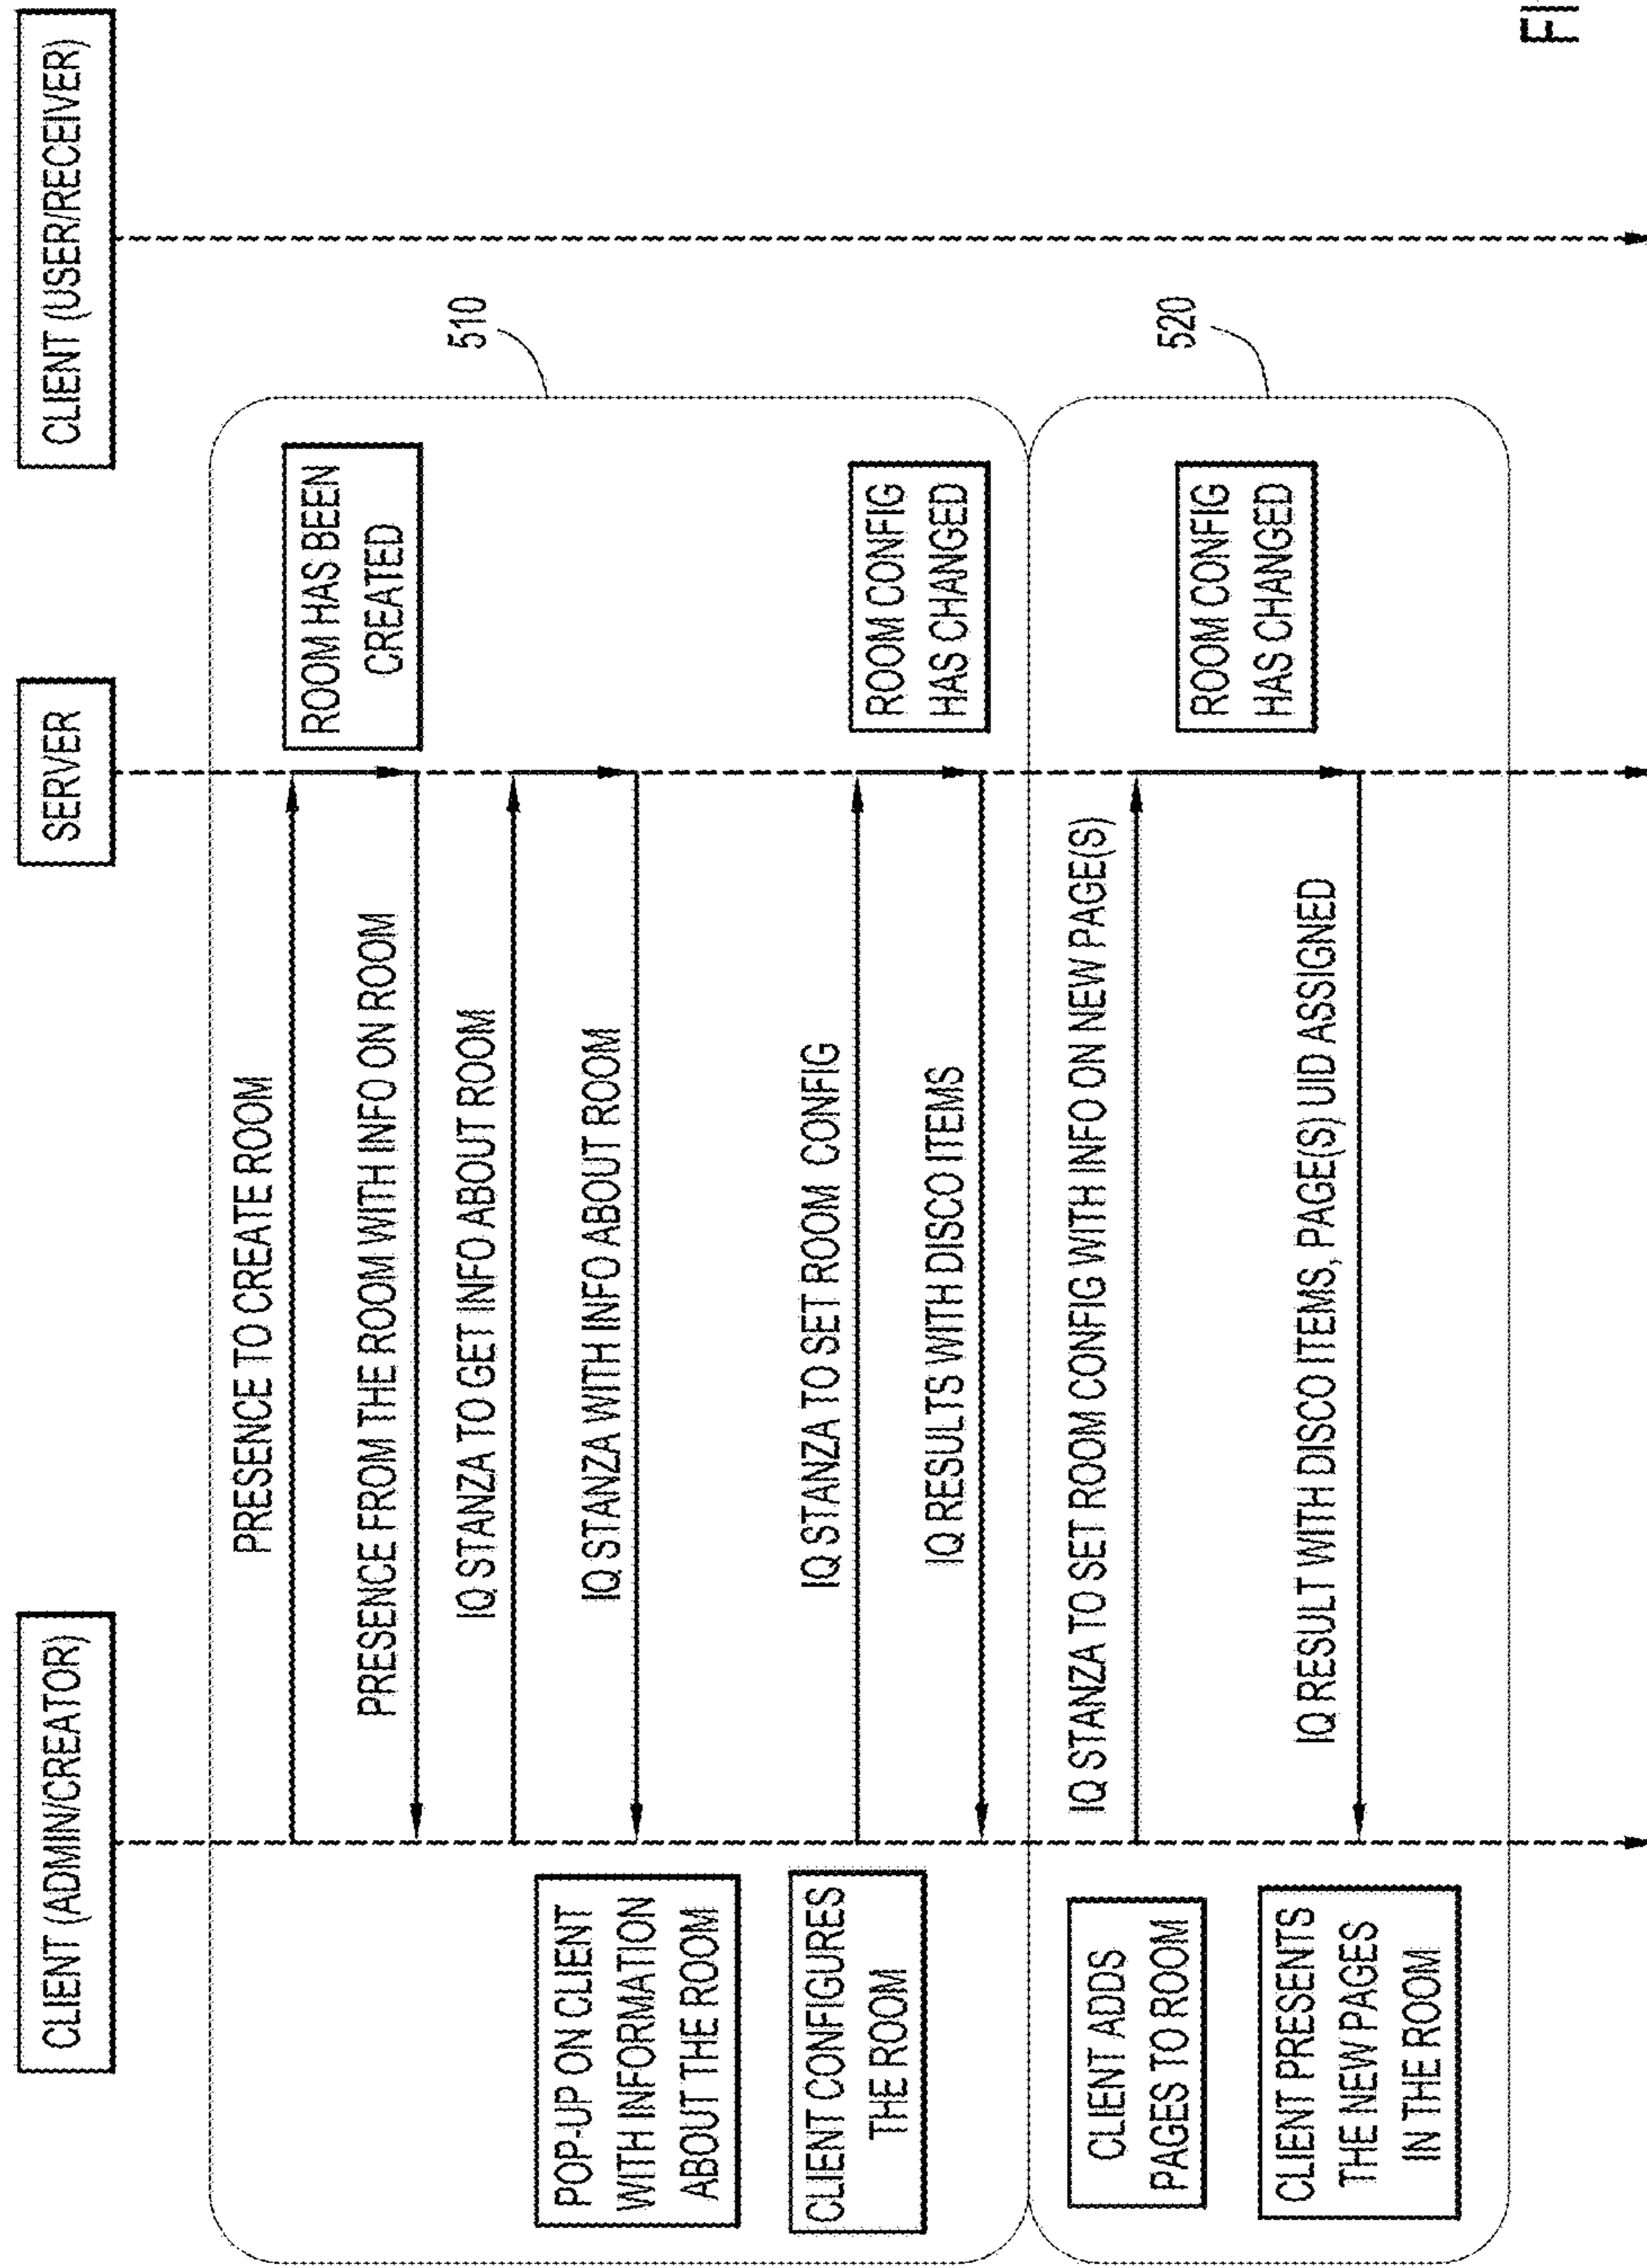 CLIENT (ADMIN/CREATOR)
SERVER
CLIENT (USER/RECEIVER)
PRESENCE TO CREATE ROOM
ROOM HAS BEEN
CREATED
PRESENCE FROM THE ROOM WITH INFO ON ROOM
510
IQ STANZA TO GET INFO ABOUT ROOM
POP-UP ON CLIENT
WITH INFORMATION
ABOUT THE ROOM
IQ STANZA WITH INFO ABOUT ROOM
CLIENT CONFIGURES
THE ROOM
IQ STANZA TO SET ROOM CONFIG
ROOM CONFIG
HAS CHANGED
IQ RESULTS WITH DISCO ITEMS
CLIENT ADDS
PAGES TO ROOM
IQ STANZA TO SET ROOM CONFIG WITH INFO ON NEW PAGE(S)
520
ROOM CONFIG
HAS CHANGED
CLIENT PRESENTS
THE NEW PAGES
IN THE ROOM
IQ RESULT WITH DISCO ITEMS, PAGE(S) UID ASSIGNED